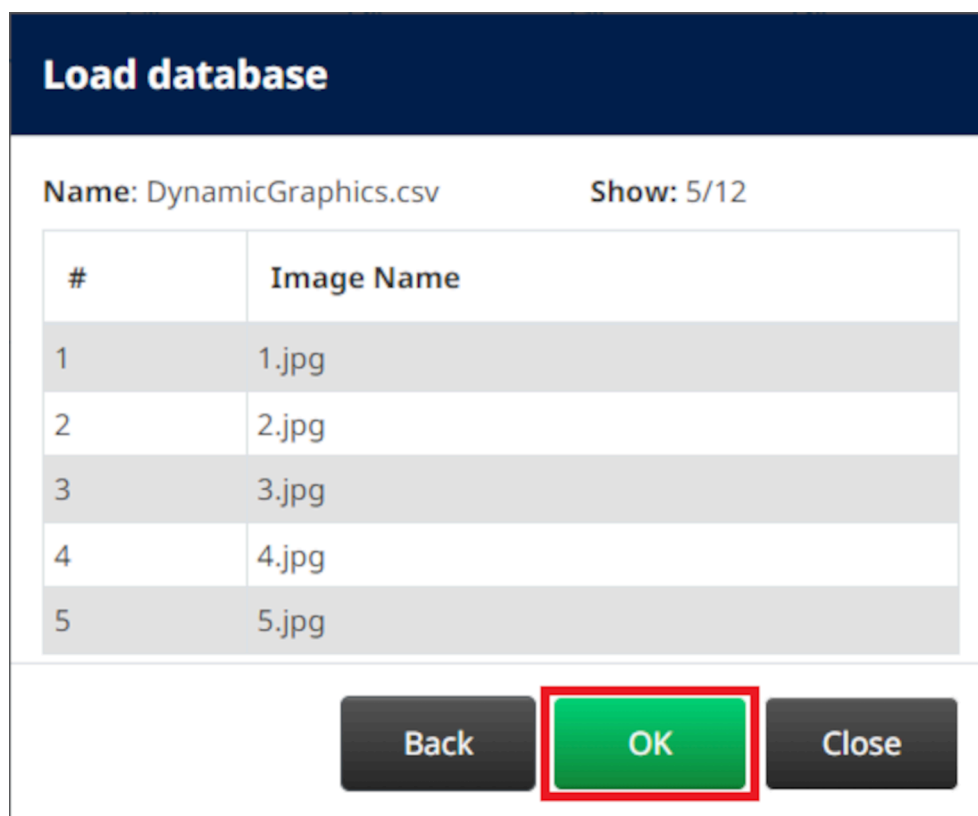 Load database
Name: DynamicGraphics.csv Show: 5/12
# Image Name
1 1.jpg
2 2.jpg
3 3.jpg
4 4.jpg
5 5.jpg
Back OK Close